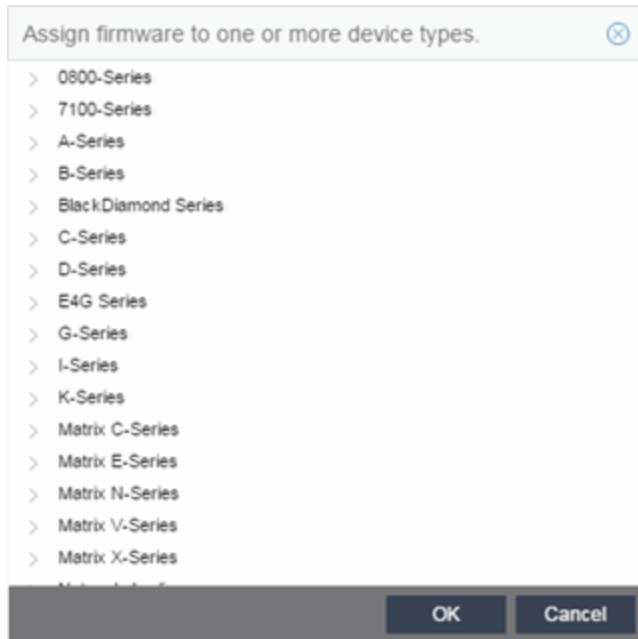 Assign firmware to one or more device types.
0800-Series
7100-Series
A-Series
B-Series
BlackDiamond Series
C-Series
D-Series
E4G Series
G-Series
I-Series
K-Series
Matrix C-Series
Matrix E-Series
Matrix N-Series
Matrix V-Series
Matrix X-Series
OK Cancel